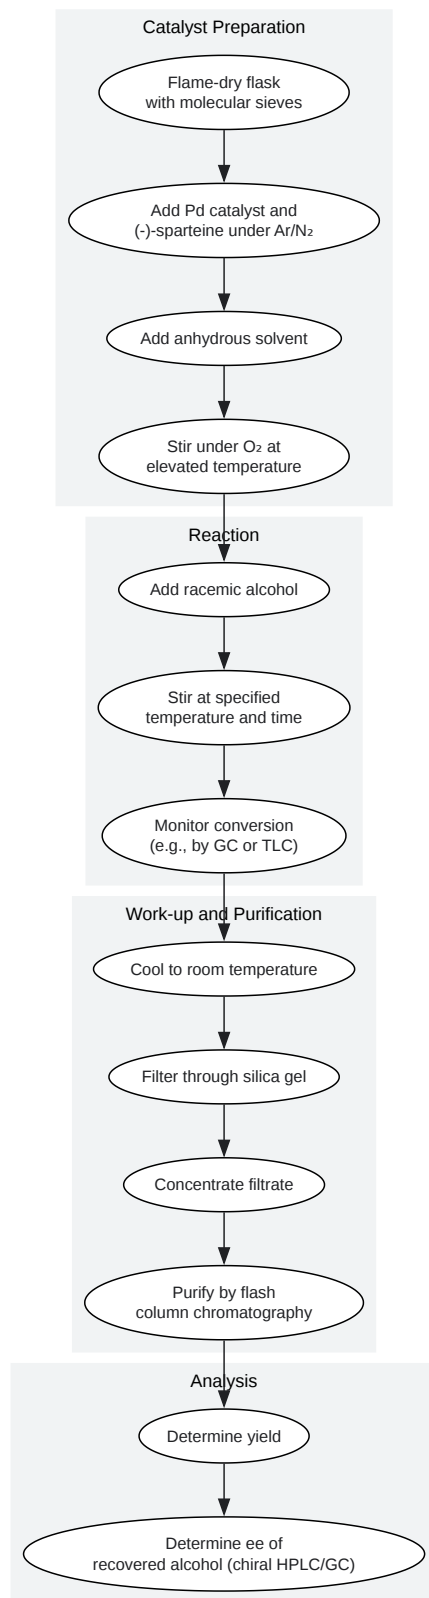 Catalyst Preparation
Flame-dry flask
with molecular sieves
Add Pd catalyst and
(-)-sparteine under Ar/N₂
Add anhydrous solvent
Stir under O₂ at
elevated temperature
Reaction
Add racemic alcohol
Stir at specified
temperature and time
Monitor conversion
(e.g., by GC or TLC)
Work-up and Purification
Cool to room temperature
Filter through silica gel
Concentrate filtrate
Purify by flash
column chromatography
Analysis
Determine yield
Determine ee of
recovered alcohol (chiral HPLC/GC)